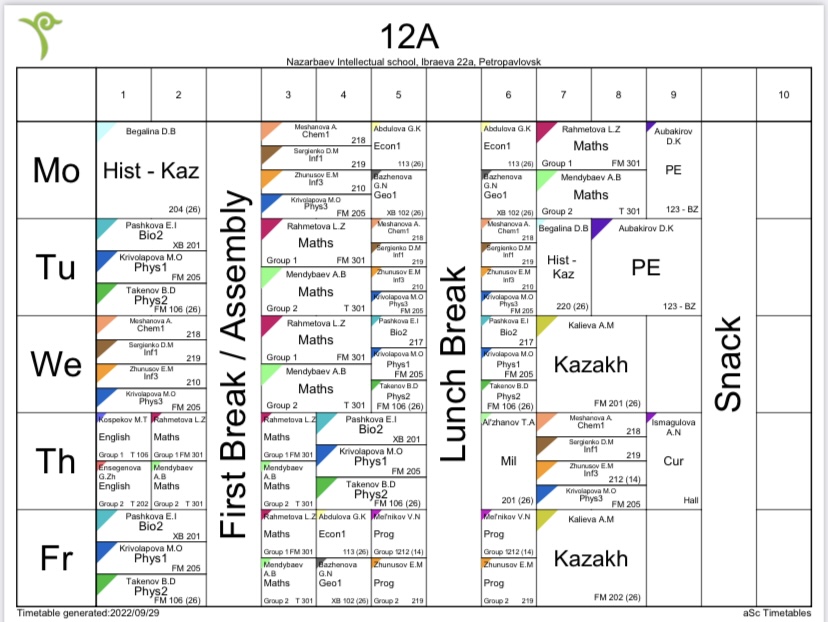 12A
Nazarbaev Intellectual school, Ibraeva 22a, Petropavlovsk
1 2 3 4 5 6 7 8 9 10
First Break / Assembly
Lunch Break
Snack
Mo
Begalina D.B
Hist - Kaz
204 (26)
Meshanova A.
Chem1
218
Sergienko D.M
Inf1
219
Zhunusov E.M
Inf3
210
Krivolapova M.O
Phys3
FM 205
Abdulova G.K
Econ1
113 (26)
Bazhenova
G.N
Geo1
XB 102 (26)
Abdulova G.K
Econ1
113 (26)
Bazhenova
G.N
Geo1
XB 102 (26)
Rahmetova L.Z
Maths
Group 1 FM 301
Mendybaev A.B
Maths
Group 2 T 301
Aubakirov
D.K
PE
123 - BZ
Tu
Pashkova E.I
Bio2
XB 201
Krivolapova M.O
Phys1
FM 205
Takenov B.D
Phys2
FM 106 (26)
Rahmetova L.Z
Maths
Group 1 FM 301
Mendybaev A.B
Maths
Group 2 T 301
Meshanova A.
Chem1
218
Sergienko D.M
Inf1
219
Zhunusov E.M
Inf3
210
Krivolapova M.O
Phys3
FM 205
Meshanova A.
Chem1
218
Sergienko D.M
Inf1
219
Zhunusov E.M
Inf3
210
Krivolapova M.O
Phys3
FM 205
Begalina D.B
Hist -
Kaz
220 (26)
Aubakirov D.K
PE
123 - BZ
We
Meshanova A.
Chem1
218
Sergienko D.M
Inf1
219
Zhunusov E.M
Inf3
210
Krivolapova M.O
Phys3
FM 205
Rahmetova L.Z
Maths
Group 1 FM 301
Mendybaev A.B
Maths
Group 2 T 301
Pashkova E.I
Bio2
217
Krivolapova M.O
Phys1
FM 205
Takenov B.D
Phys2
FM 106 (26)
Pashkova E.I
Bio2
217
Krivolapova M.O
Phys1
FM 205
Takenov B.D
Phys2
FM 106 (26)
Kalieva A.M
Kazakh
FM 201 (26)
Th
Kospekov M.T
English
Group 1 T 106
Ensegenova
G.Zh
English
Group 2 T 202
Rahmetova L.Z
Maths
Group 1 FM 301
Mendybaev
A.B
Maths
Group 2 T 301
Rahmetova L.Z
Maths
Group 1 FM 301
Mendybaev
A.B
Maths
Group 2 T 301
Pashkova E.I
Bio2
XB 201
Krivolapova M.O
Phys1
FM 205
Takenov B.D
Phys2
FM 106 (26)
Al'zhanov T.A
Mil
201 (26)
Meshanova A.
Chem1
218
Sergienko D.M
Inf1
219
Zhunusov E.M
Inf3
212 (14)
Krivolapova M.O
Phys3
FM 205
Ismagulova
A.N
Cur
Hall
Fr
Pashkova E.I
Bio2
XB 201
Krivolapova M.O
Phys1
FM 205
Takenov B.D
Phys2
FM 106 (26)
Rahmetova L.Z
Maths
Group 1 FM 301
Mendybaev
A.B
Maths
Group 2 T 301
Abdulova G.K
Econ1
113 (26)
Bazhenova
G.N
Geo1
XB 102 (26)
Mel'nikov V.N
Prog
Group 1 212 (14)
Zhunusov E.M
Prog
Group 2 219
Mel'nikov V.N
Prog
Group 1 212 (14)
Zhunusov E.M
Prog
Group 2 219
Kalieva A.M
Kazakh
FM 202 (26)
Timetable generated:2022/09/29
aSc Timetables